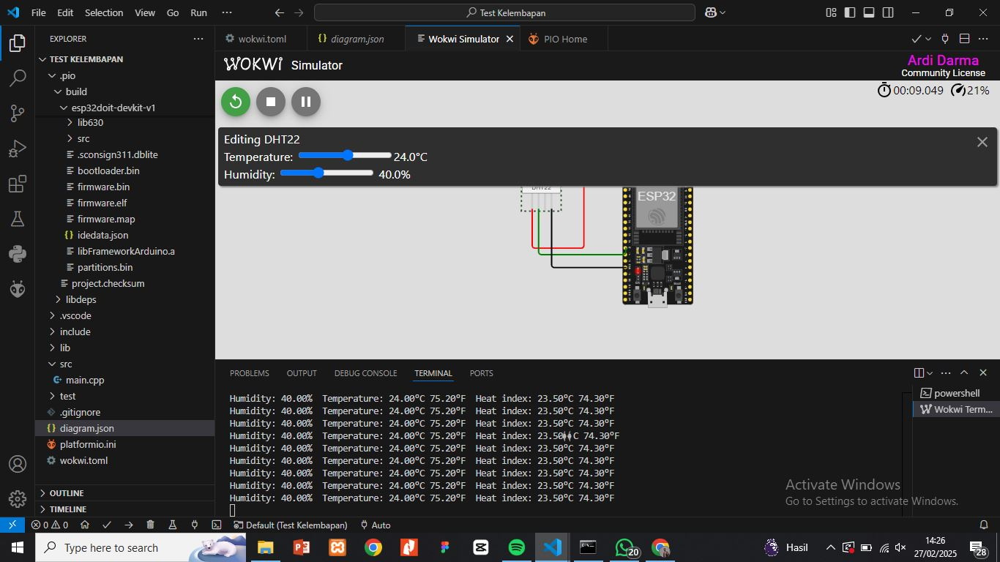 File Edit Selection View Go Run ··· Test Kelembapan
EXPLORER
TEST KELEMBAPAN
.pio
build
esp32doit-devkit-v1
lib630
src
.sconsign311.dblite
bootloader.bin
firmware.bin
firmware.elf
firmware.map
idedata.json
libFrameworkArduino.a
partitions.bin
project.checksum
libdeps
.vscode
include
lib
src
main.cpp
test
.gitignore
diagram.json
platformio.ini
wokwi.toml
OUTLINE
TIMELINE
wokwi.toml diagram.json Wokwi Simulator PIO Home
WOKWI Simulator
Ardi Darma
Community License
00:09.049 21%
Editing DHT22
Temperature: 24.0°C
Humidity: 40.0%
DHT22
ESP32
PROBLEMS OUTPUT DEBUG CONSOLE TERMINAL PORTS
Humidity: 40.00% Temperature: 24.00°C 75.20°F Heat index: 23.50°C 74.30°F
Humidity: 40.00% Temperature: 24.00°C 75.20°F Heat index: 23.50°C 74.30°F
Humidity: 40.00% Temperature: 24.00°C 75.20°F Heat index: 23.50°C 74.30°F
Humidity: 40.00% Temperature: 24.00°C 75.20°F Heat index: 23.50��C 74.30°F
Humidity: 40.00% Temperature: 24.00°C 75.20°F Heat index: 23.50°C 74.30°F
Humidity: 40.00% Temperature: 24.00°C 75.20°F Heat index: 23.50°C 74.30°F
Humidity: 40.00% Temperature: 24.00°C 75.20°F Heat index: 23.50°C 74.30°F
Humidity: 40.00% Temperature: 24.00°C 75.20°F Heat index: 23.50°C 74.30°F
Humidity: 40.00% Temperature: 24.00°C 75.20°F Heat index: 23.50°C 74.30°F
powershell
Wokwi Term...
Activate Windows
Go to Settings to activate Windows.
0 0 Default (Test Kelembapan) Auto
Type here to search
20
Hasil
14:26
27/02/2025
28